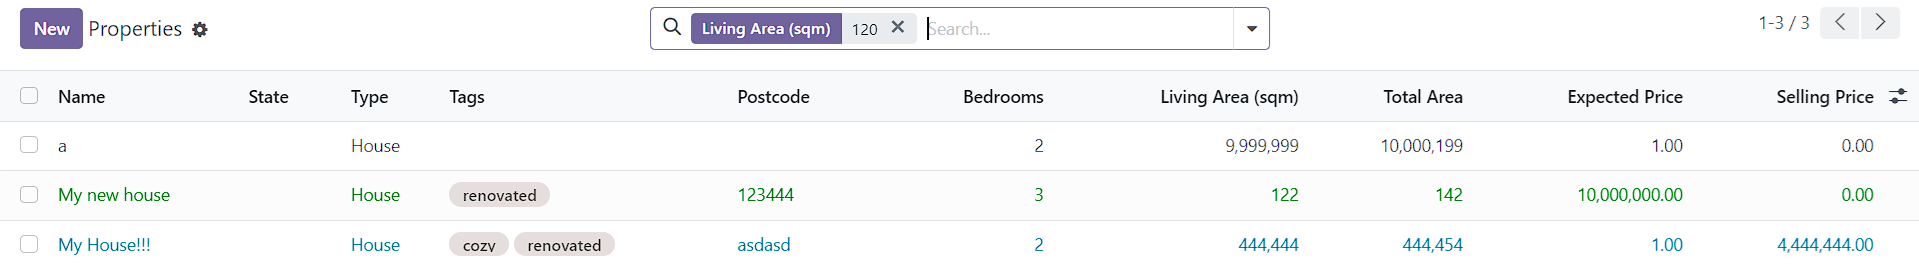 New Properties Living Area (sqm) 120 Search... 1-3 / 3
Name State Type Tags Postcode Bedrooms Living Area (sqm) Total Area Expected Price Selling Price
a House 2 9,999,999 10,000,199 1.00 0.00
My new house House renovated 123444 3 122 142 10,000,000.00 0.00
My House!!! House cozy renovated asdasd 2 444,444 444,454 1.00 4,444,444.00